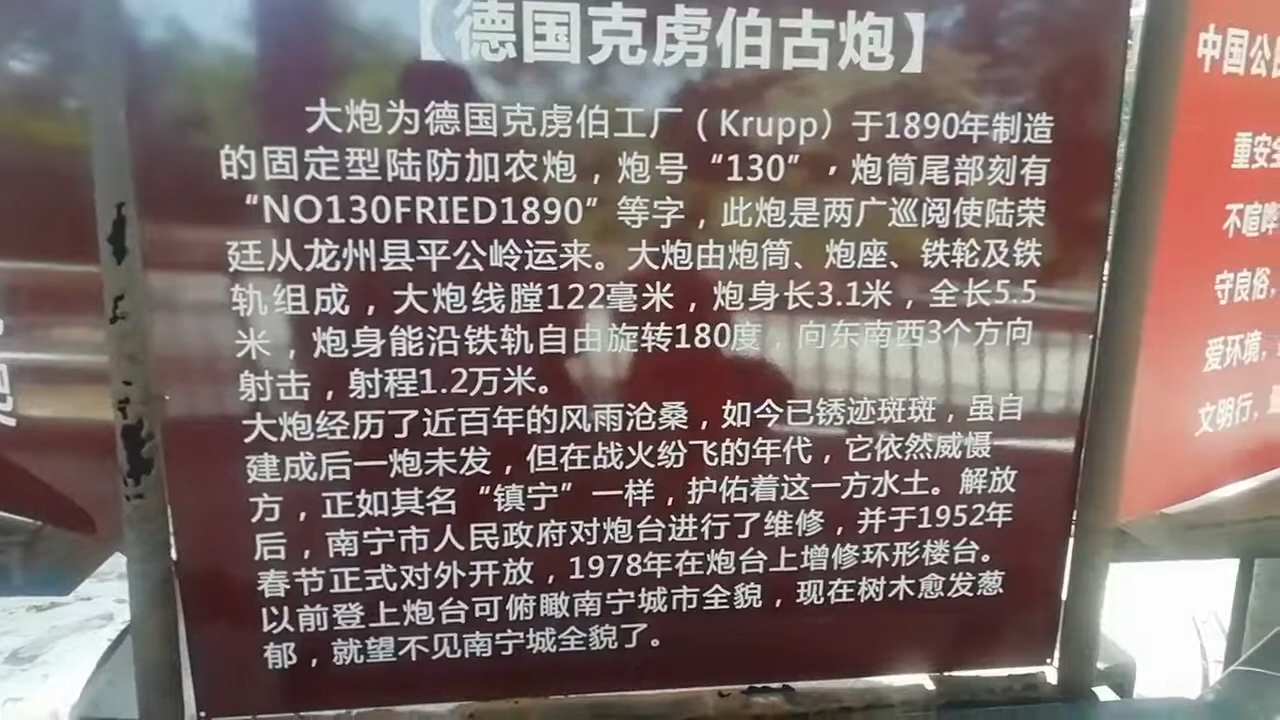 【德国克虏伯古炮】
大炮为德国克虏伯工厂（Krupp）于1890年制造
的固定型陆防加农炮，炮号“130”，炮筒尾部刻有
“NO130FRIED1890”等字，此炮是两广巡阅使陆荣
廷从龙州县平公岭运来。大炮由炮筒、炮座、铁轮及铁
轨组成，大炮线膛122毫米，炮身长3.1米，全长5.5
米，炮身能沿铁轨自由旋转180度，向东南西3个方向
射击，射程1.2万米。
大炮经历了近百年的风雨沧桑，如今已锈迹斑斑，虽自
建成后一炮未发，但在战火纷飞的年代，它依然威慑
方，正如其名“镇宁”一样，护佑着这一方水土。解放
后，南宁市人民政府对炮台进行了维修，并于1952年
春节正式对外开放，1978年在炮台上增修环形楼台。
以前登上炮台可俯瞰南宁城市全貌，现在树木愈发葱
郁，就望不见南宁城全貌了。
中国公民
重安全
不喧哗
守良俗，
爱环境，
文明行，